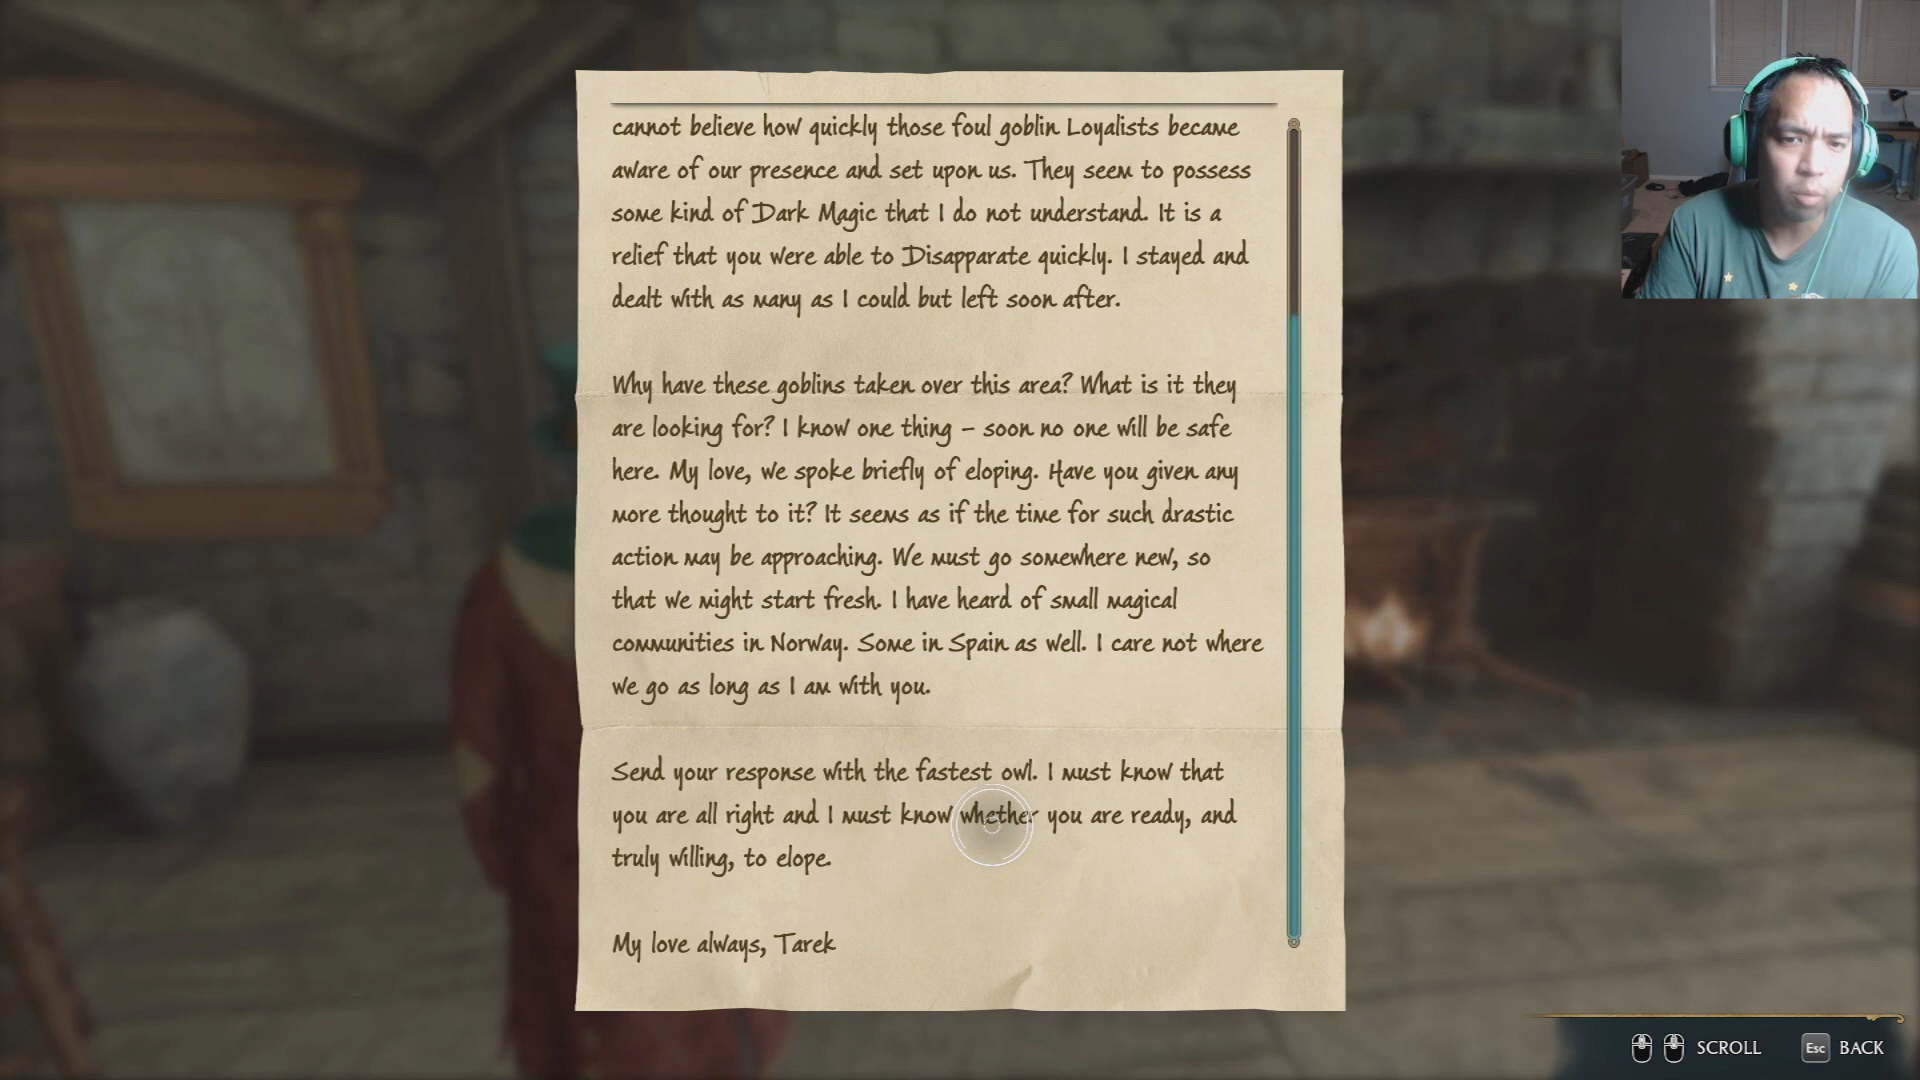 cannot believe how quickly those foul goblin Loyalists became
aware of our presence and set upon us. They seem to possess
some kind of Dark Magic that I do not understand. It is a
relief that you were able to Disapparate quickly. I stayed and
dealt with as many as I could but left soon after.
Why have these goblins taken over this area? What is it they
are looking for? I know one thing – soon no one will be safe
here. My love, we spoke briefly of eloping. Have you given any
more thought to it? It seems as if the time for such drastic
action may be approaching. We must go somewhere new, so
that we might start fresh. I have heard of small magical
communities in Norway. Some in Spain as well. I care not where
we go as long as I am with you.
Send your response with the fastest owl. I must know that
you are all right and I must know whether you are ready, and
truly willing, to elope.
My love always, Tarek
SCROLL Esc BACK